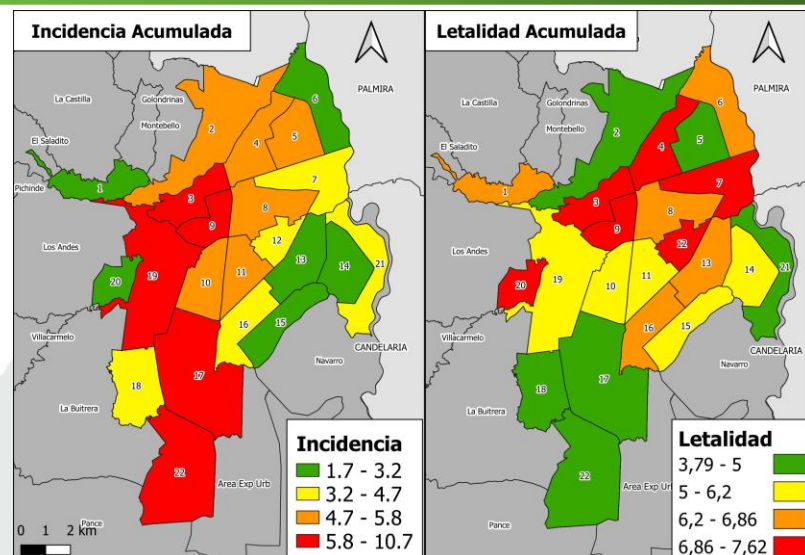 Incidencia Acumulada
PALMIRA
La Castilla
Golondrinas
Montebello
El Saladito
Pichinde
Los Andes
Villacarmelo
La Buitrera
Pance
Area Exp Urb
Navarro
CANDELARIA
1
2
3
4
5
6
7
8
9
10
11
12
13
14
15
16
17
18
19
20
21
22
Incidencia
1.7 - 3.2
3.2 - 4.7
4.7 - 5.8
5.8 - 10.7
0 1 2 km
Letalidad Acumulada
PALMIRA
La Castilla
Golondrinas
Montebello
El Saladito
Pichinde
Los Andes
Villacarmelo
La Buitrera
Pance
Navarro
CANDELARIA
1
2
3
4
5
6
7
8
9
10
11
12
13
14
15
16
17
18
19
20
21
22
Letalidad
3,79 - 5
5 - 6,2
6,2 - 6,86
6,86 - 7,62